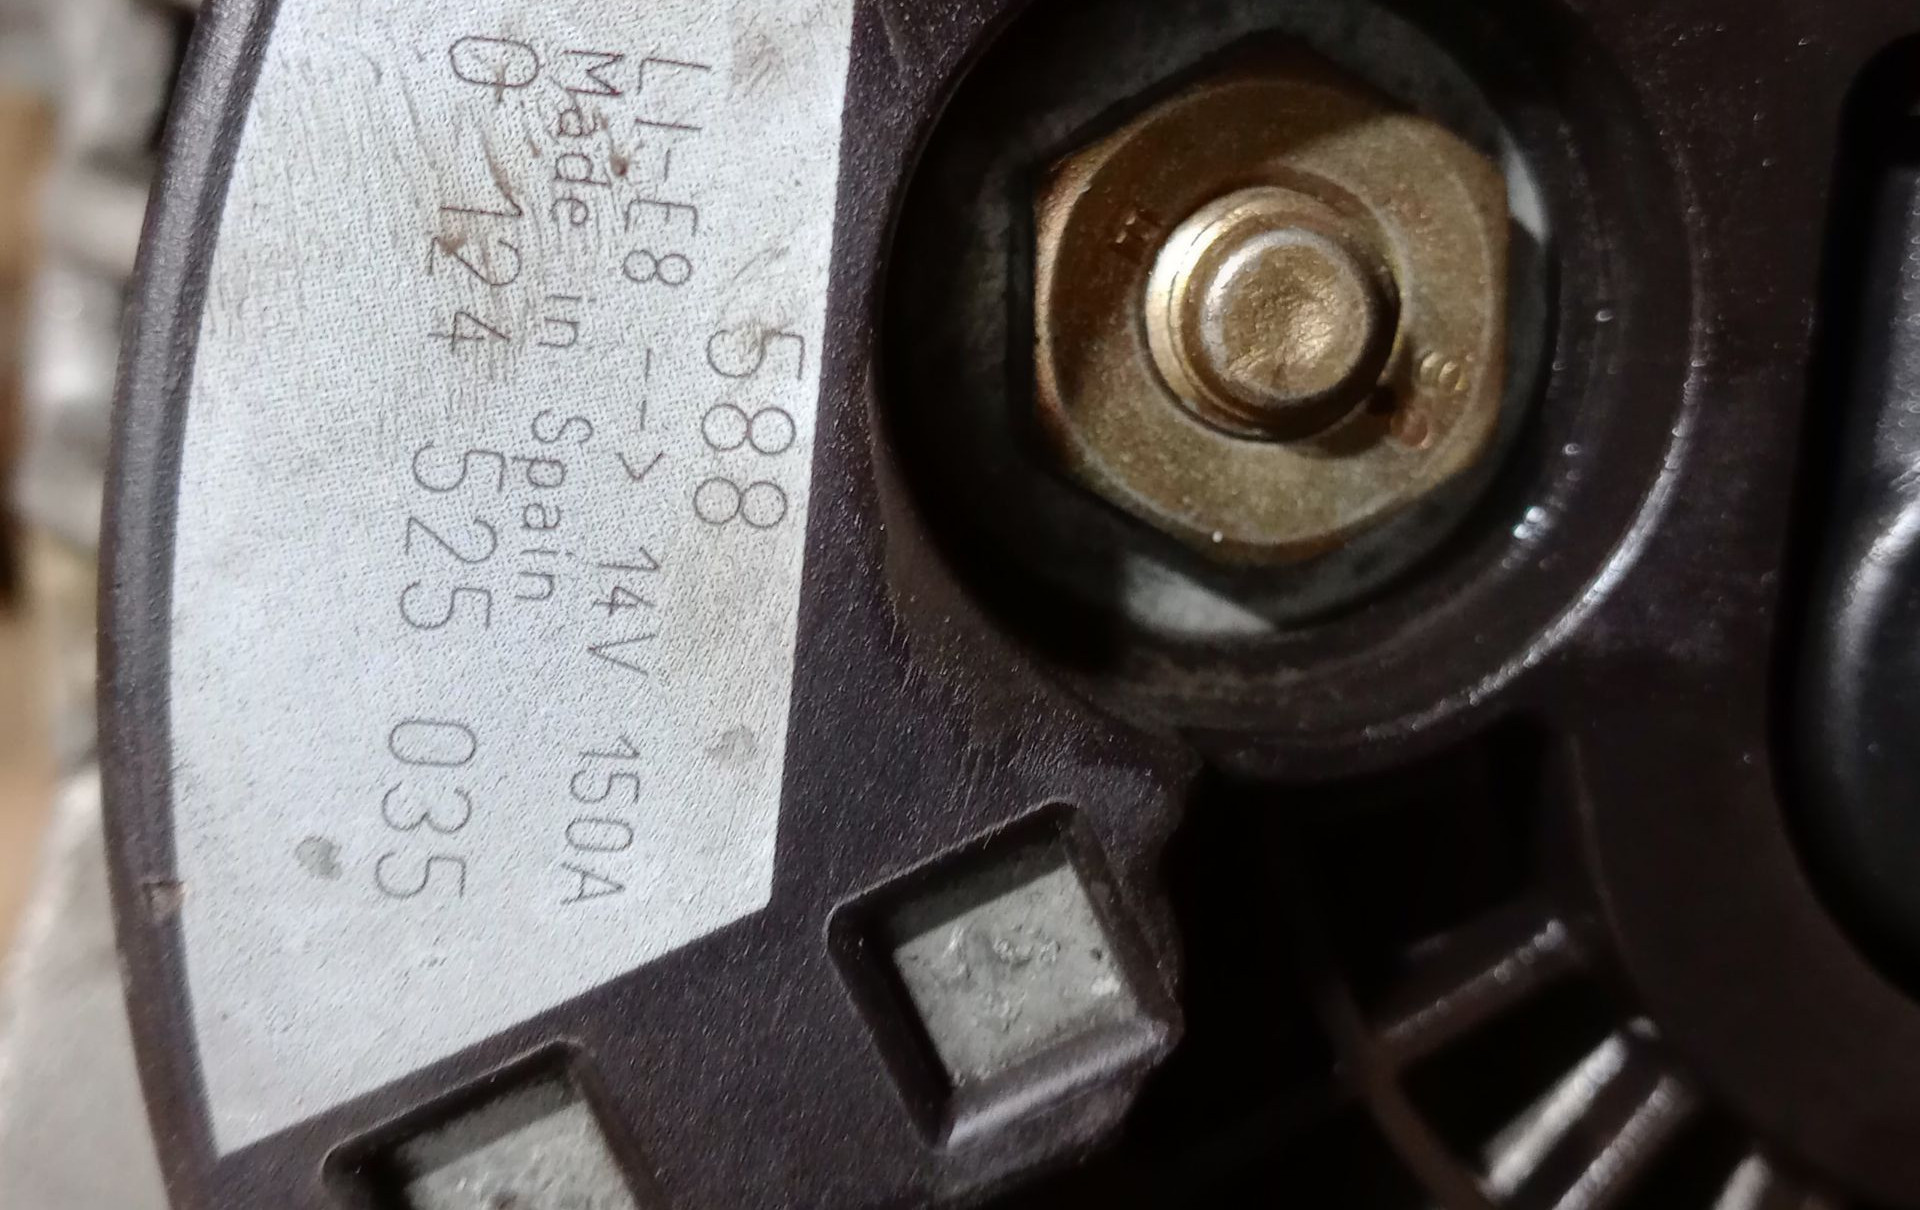 588
LI-E8 --> 14V 150A
Made in Spain
0 124 525 035